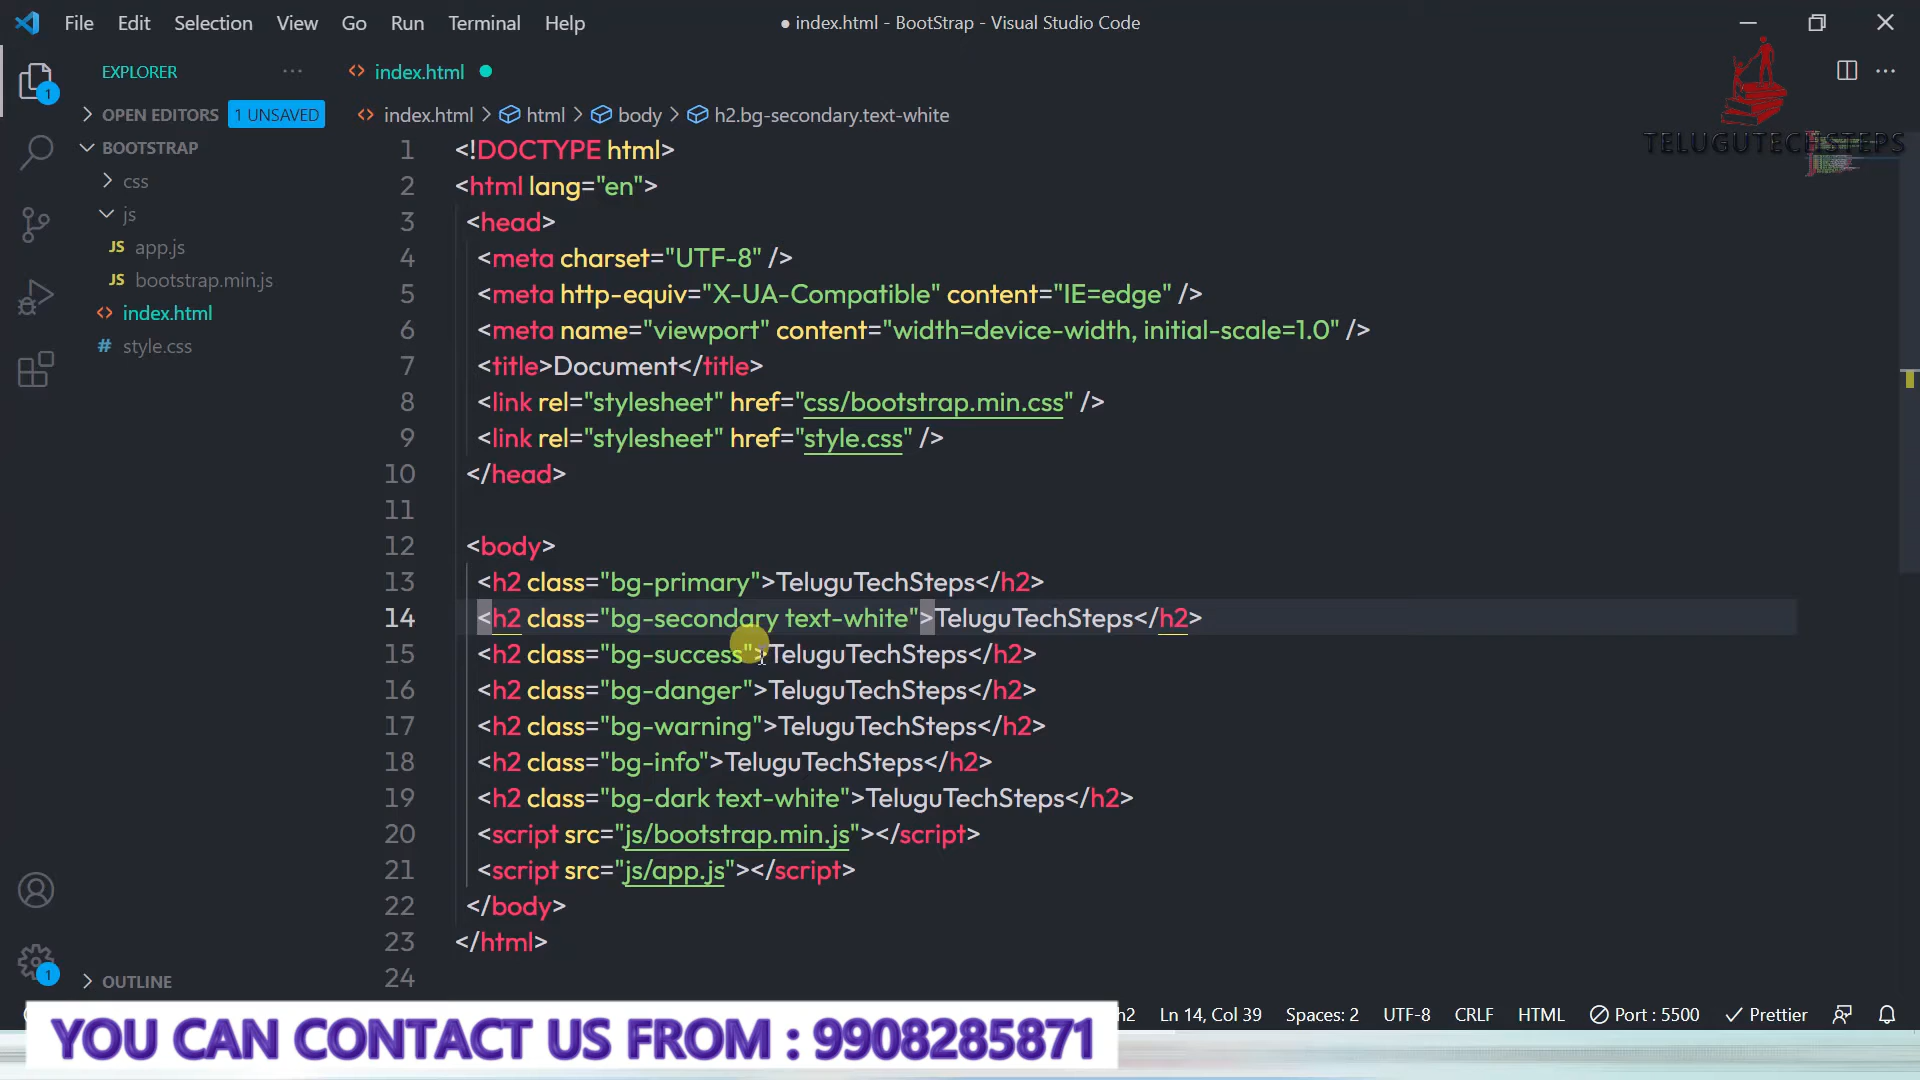 File Edit Selection View Go Run Terminal Help
● index.html - BootStrap - Visual Studio Code
EXPLORER
index.html
TELUGUTECHSTEPS
OPEN EDITORS 1 UNSAVED
index.html > html > body > h2.bg-secondary.text-white
BOOTSTRAP
css
js
JS app.js
JS bootstrap.min.js
<> index.html
# style.css
1 <!DOCTYPE html>
2 <html lang="en">
3 <head>
4 <meta charset="UTF-8" />
5 <meta http-equiv="X-UA-Compatible" content="IE=edge" />
6 <meta name="viewport" content="width=device-width, initial-scale=1.0" />
7 <title>Document</title>
8 <link rel="stylesheet" href="css/bootstrap.min.css" />
9 <link rel="stylesheet" href="style.css" />
10 </head>
11
12 <body>
13 <h2 class="bg-primary">TeluguTechSteps</h2>
14 <h2 class="bg-secondary text-white">TeluguTechSteps</h2>
15 <h2 class="bg-success">TeluguTechSteps</h2>
16 <h2 class="bg-danger">TeluguTechSteps</h2>
17 <h2 class="bg-warning">TeluguTechSteps</h2>
18 <h2 class="bg-info">TeluguTechSteps</h2>
19 <h2 class="bg-dark text-white">TeluguTechSteps</h2>
20 <script src="js/bootstrap.min.js"></script>
21 <script src="js/app.js"></script>
22 </body>
23 </html>
24
1
1
OUTLINE
Ln 14, Col 39 Spaces: 2 UTF-8 CRLF HTML Port : 5500 Prettier
YOU CAN CONTACT US FROM : 9908285871